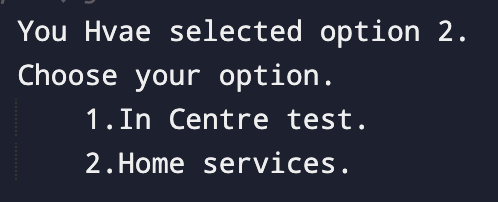 You Hvae selected option 2.
Choose your option.
1.In Centre test.
2.Home services.